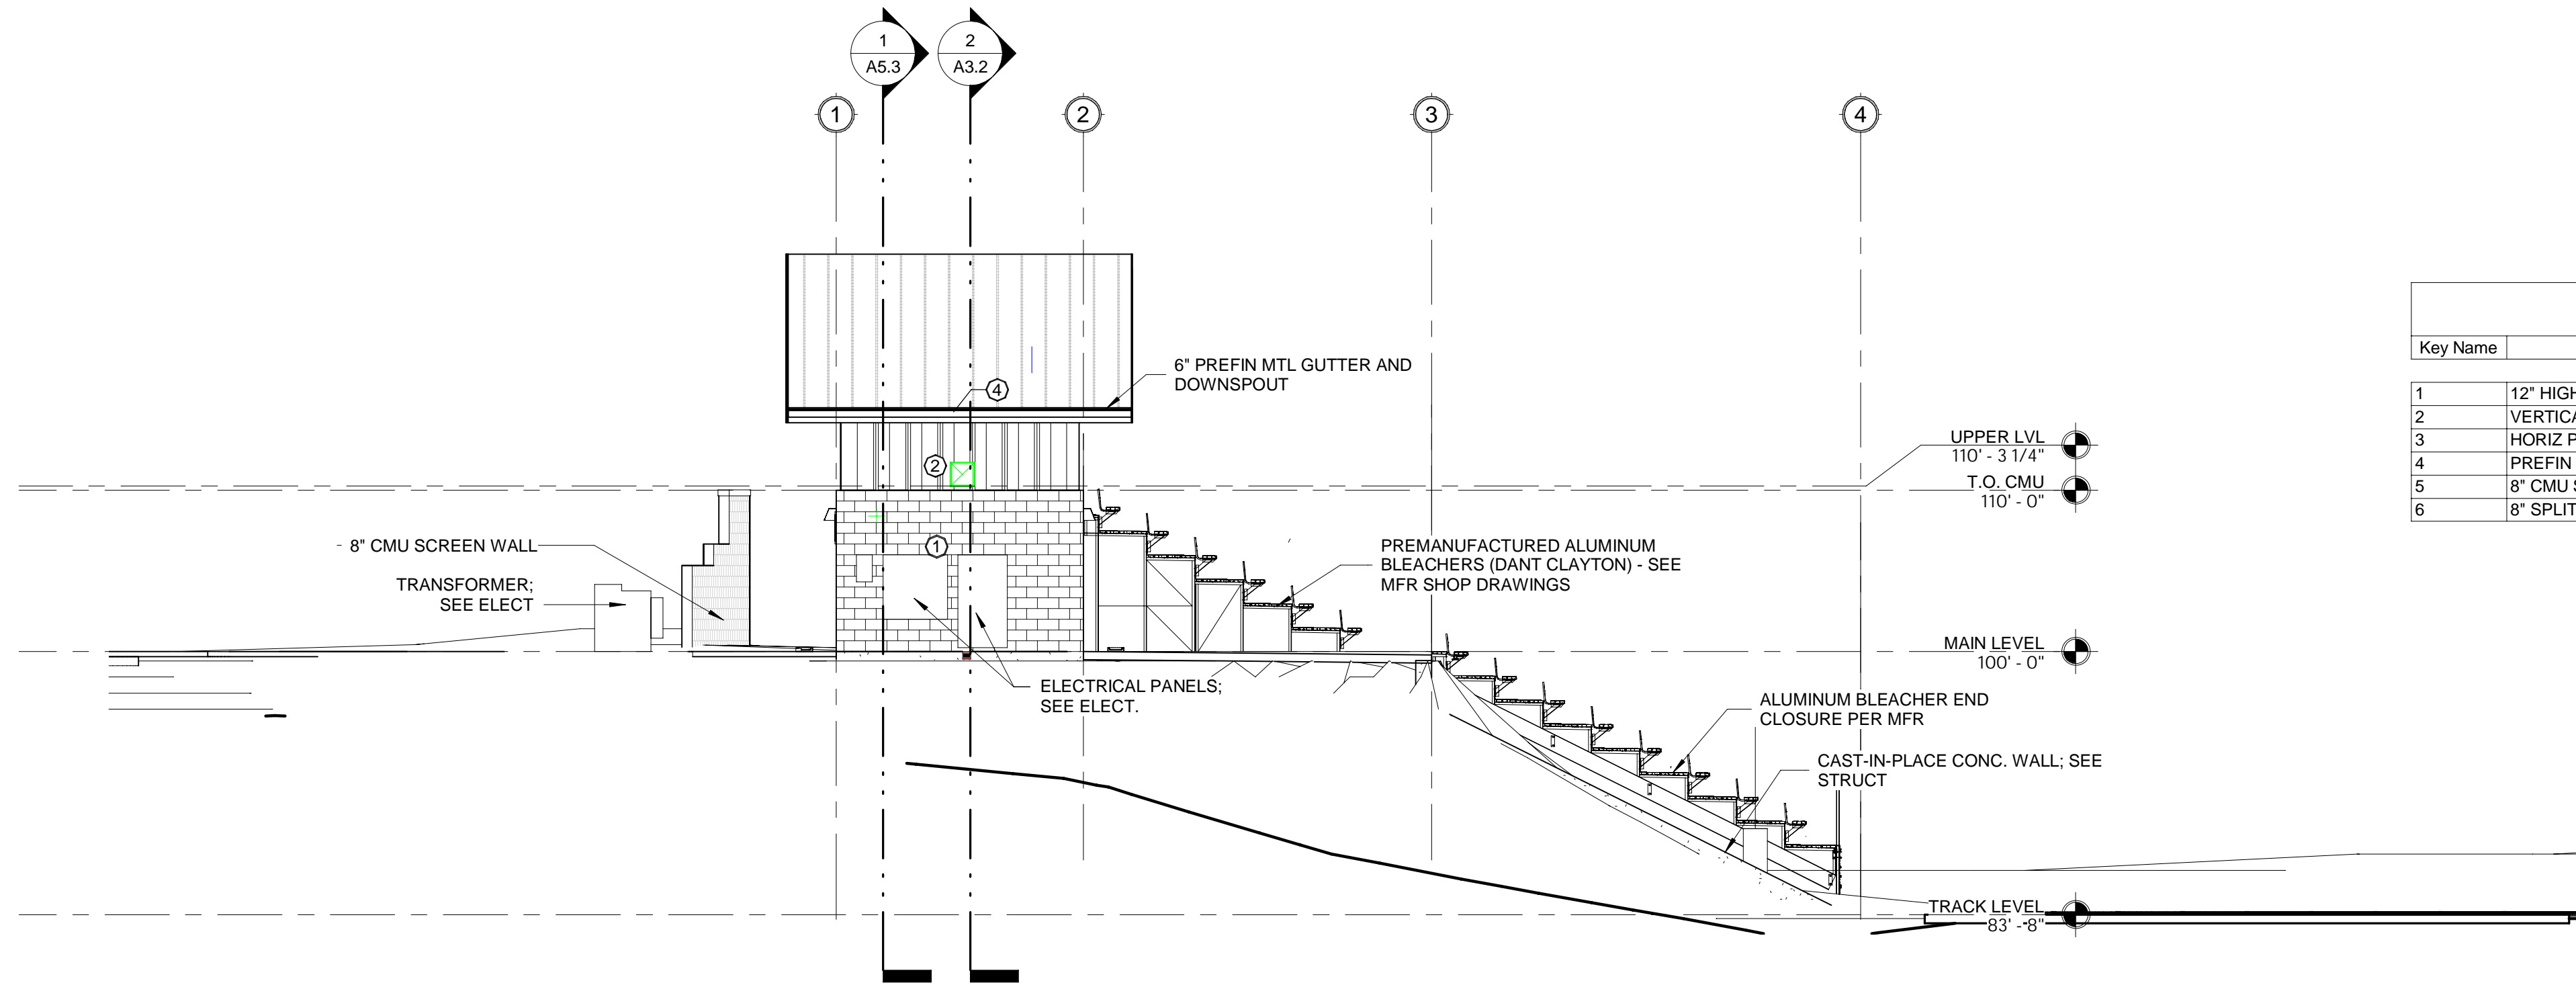 1
A5.3
2
A3.2
1
2
3
4
6" PREFIN MTL GUTTER AND
DOWNSPOUT
4
2
1
8" CMU SCREEN WALL
TRANSFORMER;
SEE ELECT
PREMANUFACTURED ALUMINUM
BLEACHERS (DANT CLAYTON) - SEE
MFR SHOP DRAWINGS
ELECTRICAL PANELS;
SEE ELECT.
ALUMINUM BLEACHER END
CLOSURE PER MFR
CAST-IN-PLACE CONC. WALL; SEE
STRUCT
UPPER LVL
110' - 3 1/4"
T.O. CMU
110' - 0"
MAIN LEVEL
100' - 0"
TRACK LEVEL
83' - 8"
Key Name
1 12" HIGH
2 VERTICA
3 HORIZ P
4 PREFIN
5 8" CMU S
6 8" SPLIT